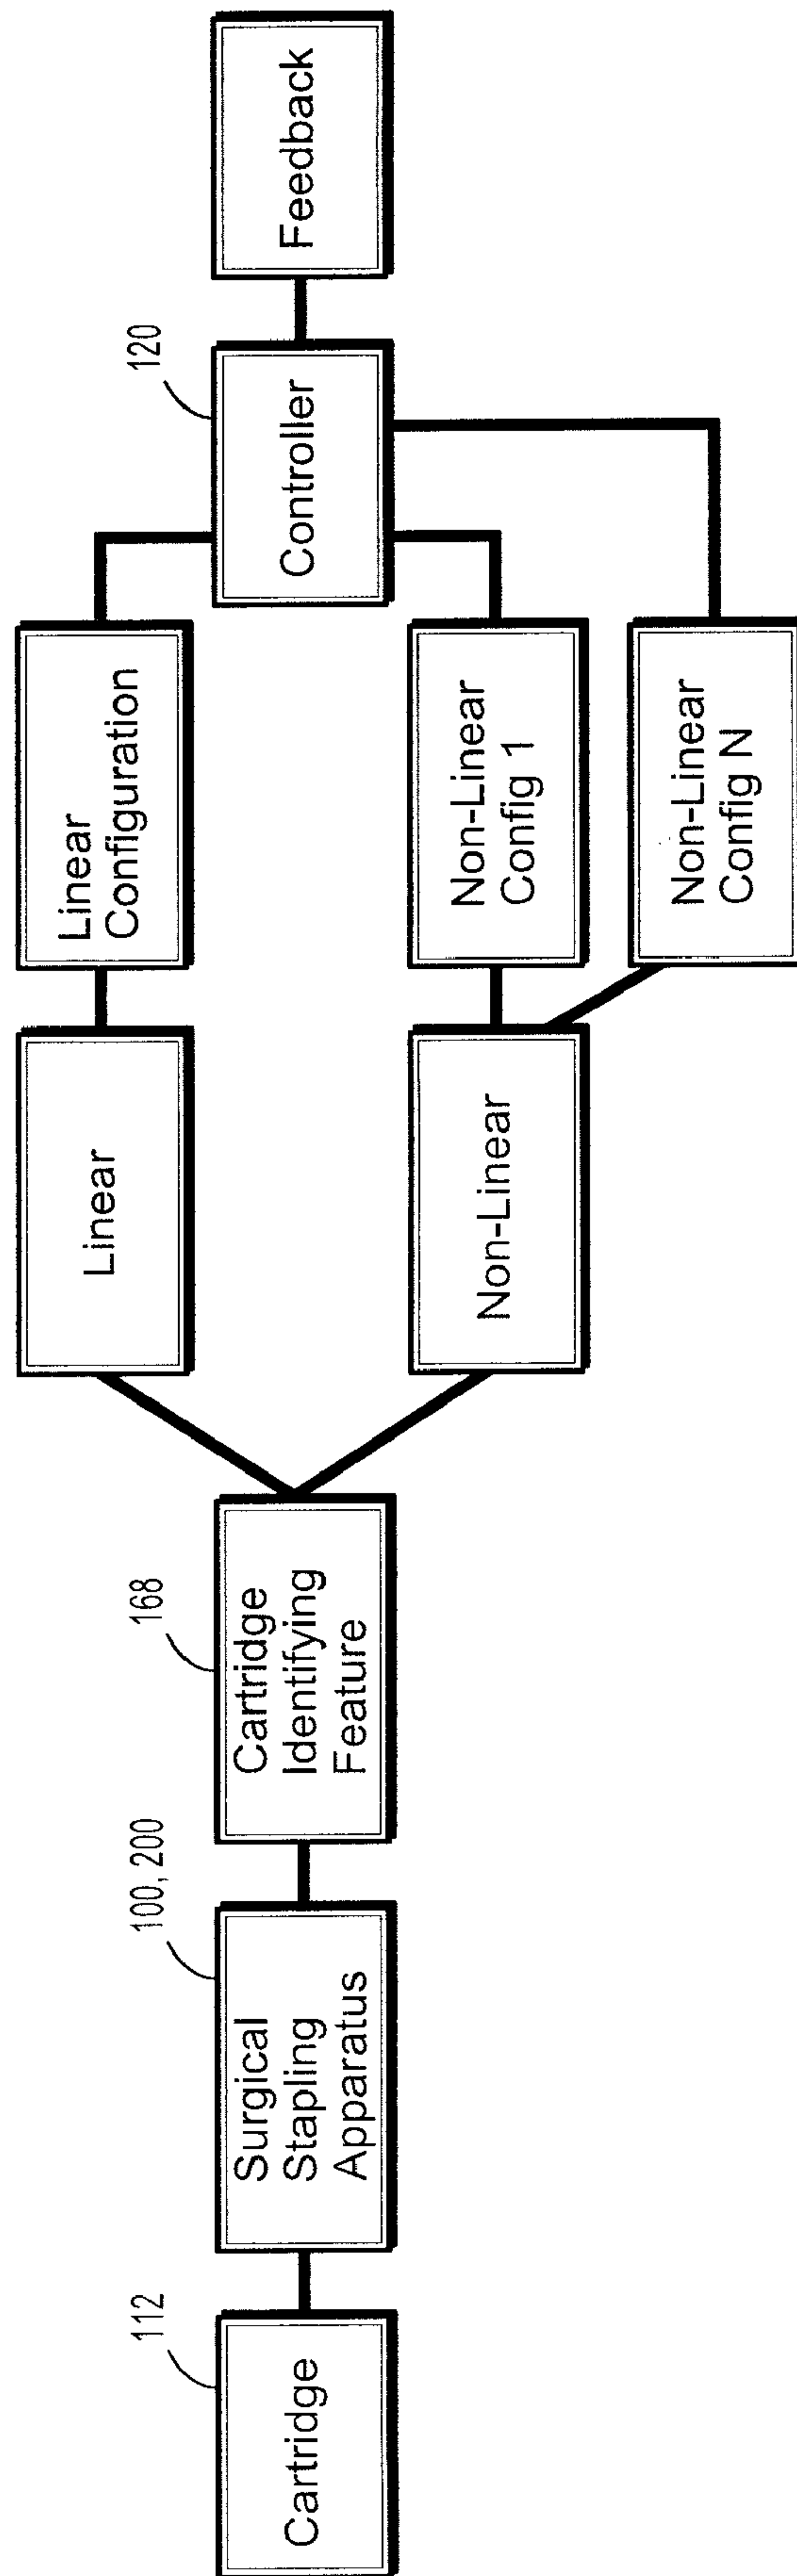 112
Cartridge
100, 200
Surgical
Stapling
Apparatus
168
Cartridge
Identifying
Feature
Linear
Non-Linear
Linear
Configuration
Non-Linear
Config 1
Non-Linear
Config N
120
Controller
Feedback